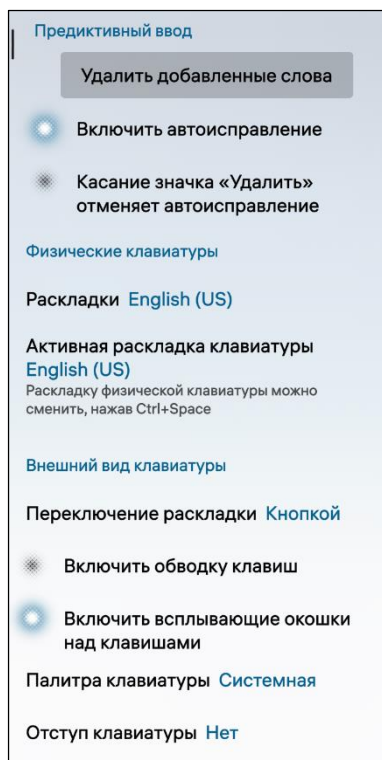 Предиктивный ввод
Удалить добавленные слова
Включить автоисправление
Касание значка «Удалить»
отменяет автоисправление
Физические клавиатуры
Раскладки English (US)
Активная раскладка клавиатуры
English (US)
Раскладку физической клавиатуры можно
сменить, нажав Ctrl+Space
Внешний вид клавиатуры
Переключение раскладки Кнопкой
Включить обводку клавиш
Включить всплывающие окошки
над клавишами
Палитра клавиатуры Системная
Отступ клавиатуры Нет